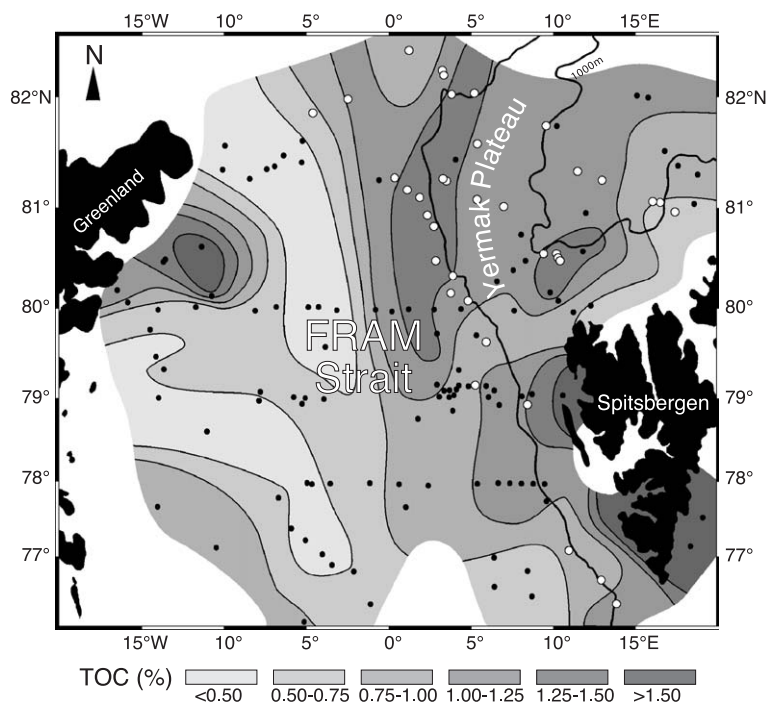 15°W 10° 5° 0° 5° 10° 15°E
N
1000m
82°N
82°N
Yermak Plateau
Greenland
81°
81°
80°
80°
FRAM
Strait
79°
79°
Spitsbergen
78°
78°
77°
77°
15°W 10° 5° 0° 5° 10° 15°E
TOC (%)
<0.50 0.50-0.75 0.75-1.00 1.00-1.25 1.25-1.50 >1.50